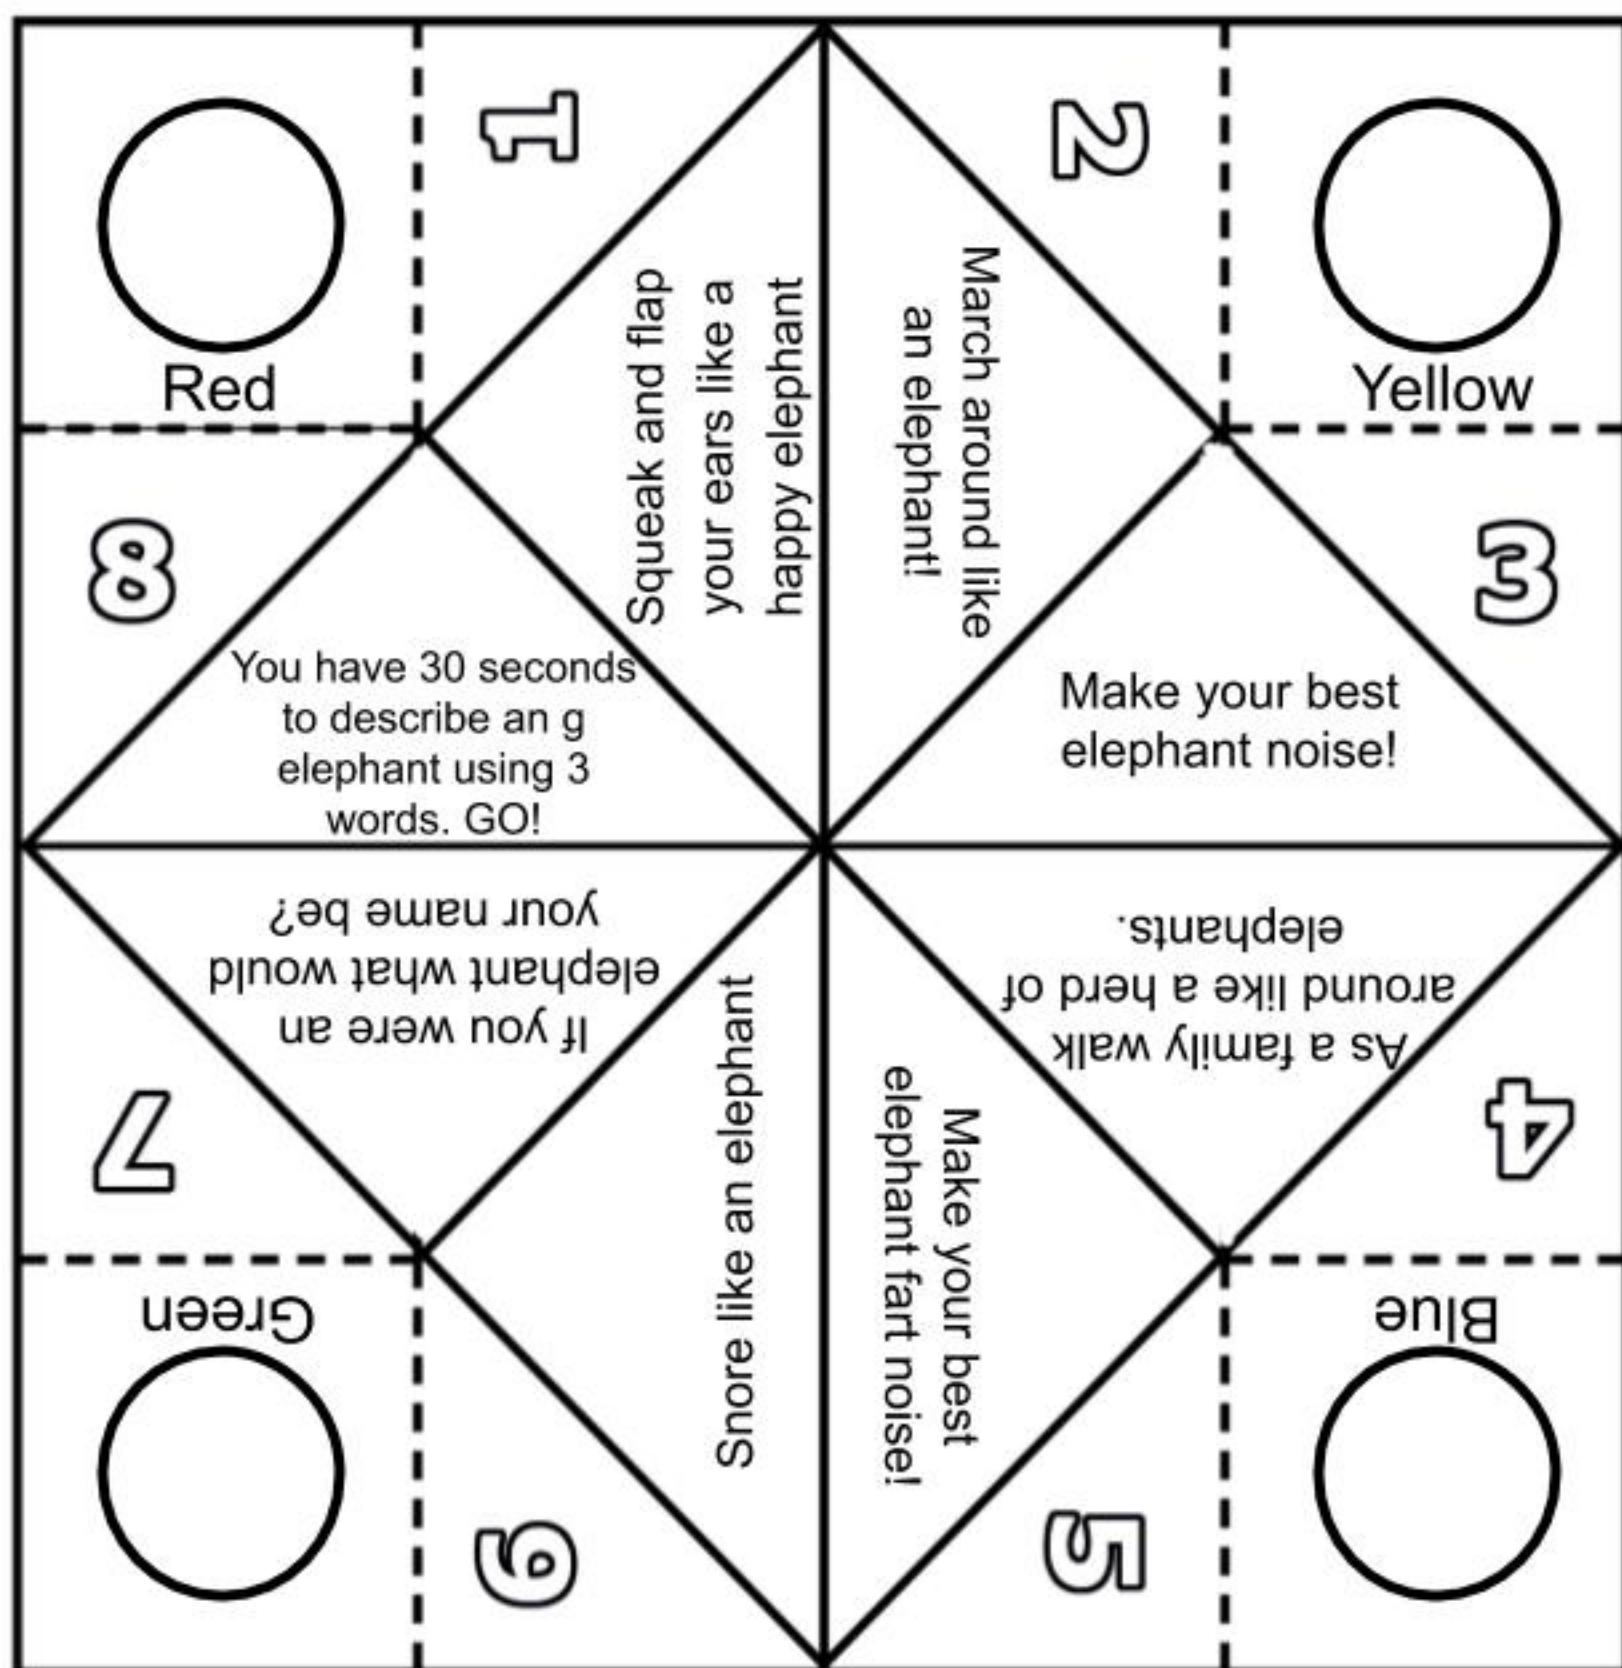 Red
1
Squeak and flap
your ears like a
happy elephant
2
March around like
an elephant!
Yellow
3
Make your best
elephant noise!
4
As a family walk
around like a herd of
elephants.
Blue
5
Make your best
elephant fart noise!
6
Snore like an elephant
Green
7
If you were an
elephant what would
your name be?
8
You have 30 seconds
to describe an g
elephant using 3
words. GO!